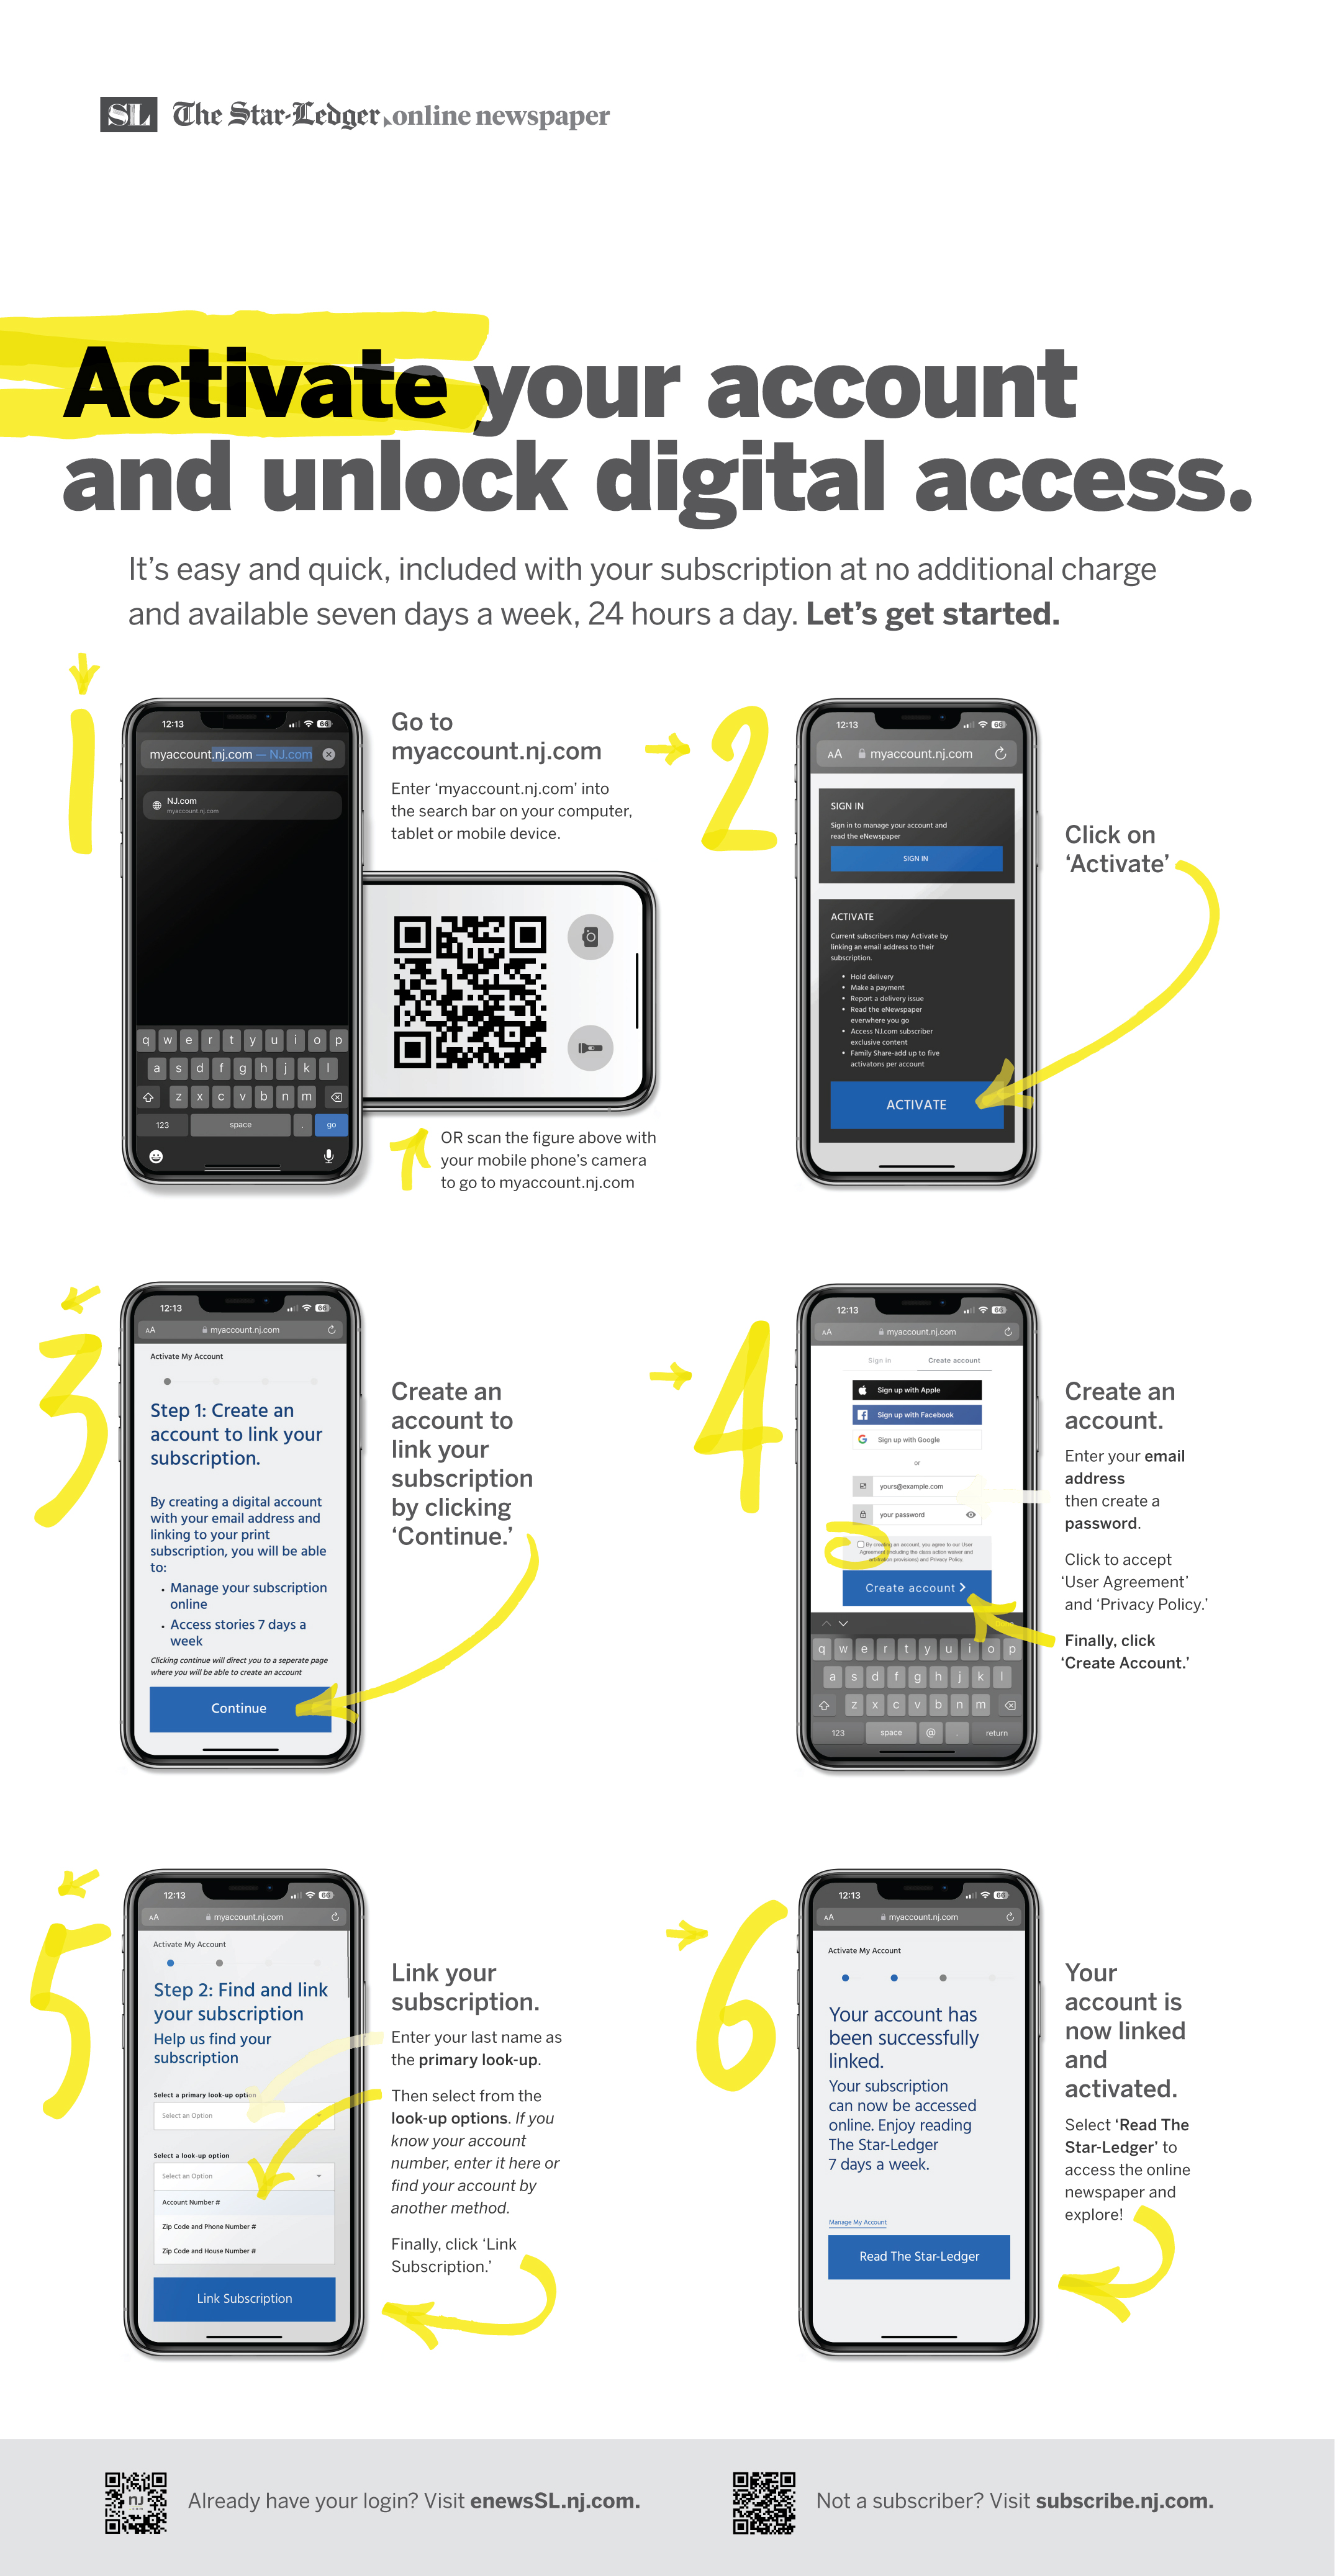 SL The Star-Ledger online newspaper
Activate your account
and unlock digital access.
It's easy and quick, included with your subscription at no additional charge
and available seven days a week, 24 hours a day. Let's get started.
1
12:13
66
myaccount.nj.com — NJ.com
NJ.com
myaccount.nj.com
q w e r t y u i o p
a s d f g h j k l
z x c v b n m
123 space . go
Go to
myaccount.nj.com
Enter 'myaccount.nj.com' into
the search bar on your computer,
tablet or mobile device.
OR scan the figure above with
your mobile phone's camera
to go to myaccount.nj.com
2
12:13
66
AA myaccount.nj.com
SIGN IN
Sign in to manage your account and
read the eNewspaper
SIGN IN
ACTIVATE
Current subscribers may Activate by
linking an email address to their
subscription.
• Hold delivery
• Make a payment
• Report a delivery issue
• Read the eNewspaper
everwhere you go
• Access NJ.com subscriber
exclusive content
• Family Share-add up to five
activatons per account
ACTIVATE
Click on
'Activate'
3
12:13
66
AA myaccount.nj.com
Activate My Account
Step 1: Create an
account to link your
subscription.
By creating a digital account
with your email address and
linking to your print
subscription, you will be able
to:
• Manage your subscription
online
• Access stories 7 days a
week
Clicking continue will direct you to a seperate page
where you will be able to create an account
Continue
Create an
account to
link your
subscription
by clicking
'Continue.'
4
12:13
66
AA myaccount.nj.com
Sign in Create account
Sign up with Apple
Sign up with Facebook
Sign up with Google
or
yours@example.com
your password
By creating an account, you agree to our User
Agreement (including the class action waiver and
arbitration provisions) and Privacy Policy.
Create account
q w e r t y u i o p
a s d f g h j k l
z x c v b n m
123 space @ . return
Create an
account.
Enter your email
address
then create a
password.
Click to accept
'User Agreement'
and 'Privacy Policy.'
Finally, click
'Create Account.'
5
12:13
66
AA myaccount.nj.com
Activate My Account
Step 2: Find and link
your subscription
Help us find your
subscription
Select a primary look-up option
Select an Option
Select a look-up option
Select an Option
Account Number #
Zip Code and Phone Number #
Zip Code and House Number #
Link Subscription
Link your
subscription.
Enter your last name as
the primary look-up.
Then select from the
look-up options. If you
know your account
number, enter it here or
find your account by
another method.
Finally, click 'Link
Subscription.'
6
12:13
66
AA myaccount.nj.com
Activate My Account
Your account has
been successfully
linked.
Your subscription
can now be accessed
online. Enjoy reading
The Star-Ledger
7 days a week.
Manage My Account
Read The Star-Ledger
Your
account is
now linked
and
activated.
Select 'Read The
Star-Ledger' to
access the online
newspaper and
explore!
nj
.com
Already have your login? Visit enewsSL.nj.com.
Not a subscriber? Visit subscribe.nj.com.